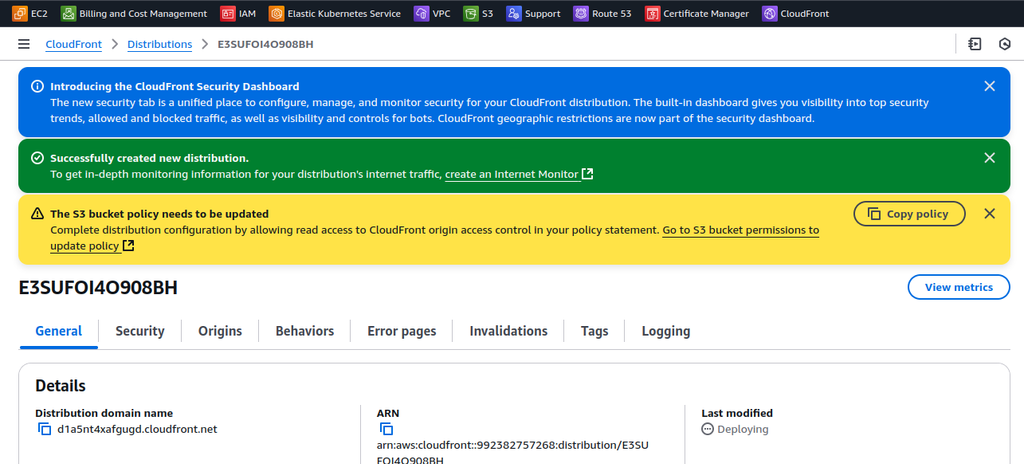 EC2 Billing and Cost Management IAM Elastic Kubernetes Service VPC S3 Support Route 53 Certificate Manager CloudFront
CloudFront > Distributions > E3SUFOI4O908BH
Introducing the CloudFront Security Dashboard
The new security tab is a unified place to configure, manage, and monitor security for your CloudFront distribution. The built-in dashboard gives you visibility into top security
trends, allowed and blocked traffic, as well as visibility and controls for bots. CloudFront geographic restrictions are now part of the security dashboard.
Successfully created new distribution.
To get in-depth monitoring information for your distribution's internet traffic, create an Internet Monitor
The S3 bucket policy needs to be updated
Copy policy
Complete distribution configuration by allowing read access to CloudFront origin access control in your policy statement. Go to S3 bucket permissions to
update policy
E3SUFOI4O908BH
View metrics
General Security Origins Behaviors Error pages Invalidations Tags Logging
Details
Distribution domain name
d1a5nt4xafgugd.cloudfront.net
ARN
arn:aws:cloudfront::992382757268:distribution/E3SU
FOI4O908BH
Last modified
Deploying